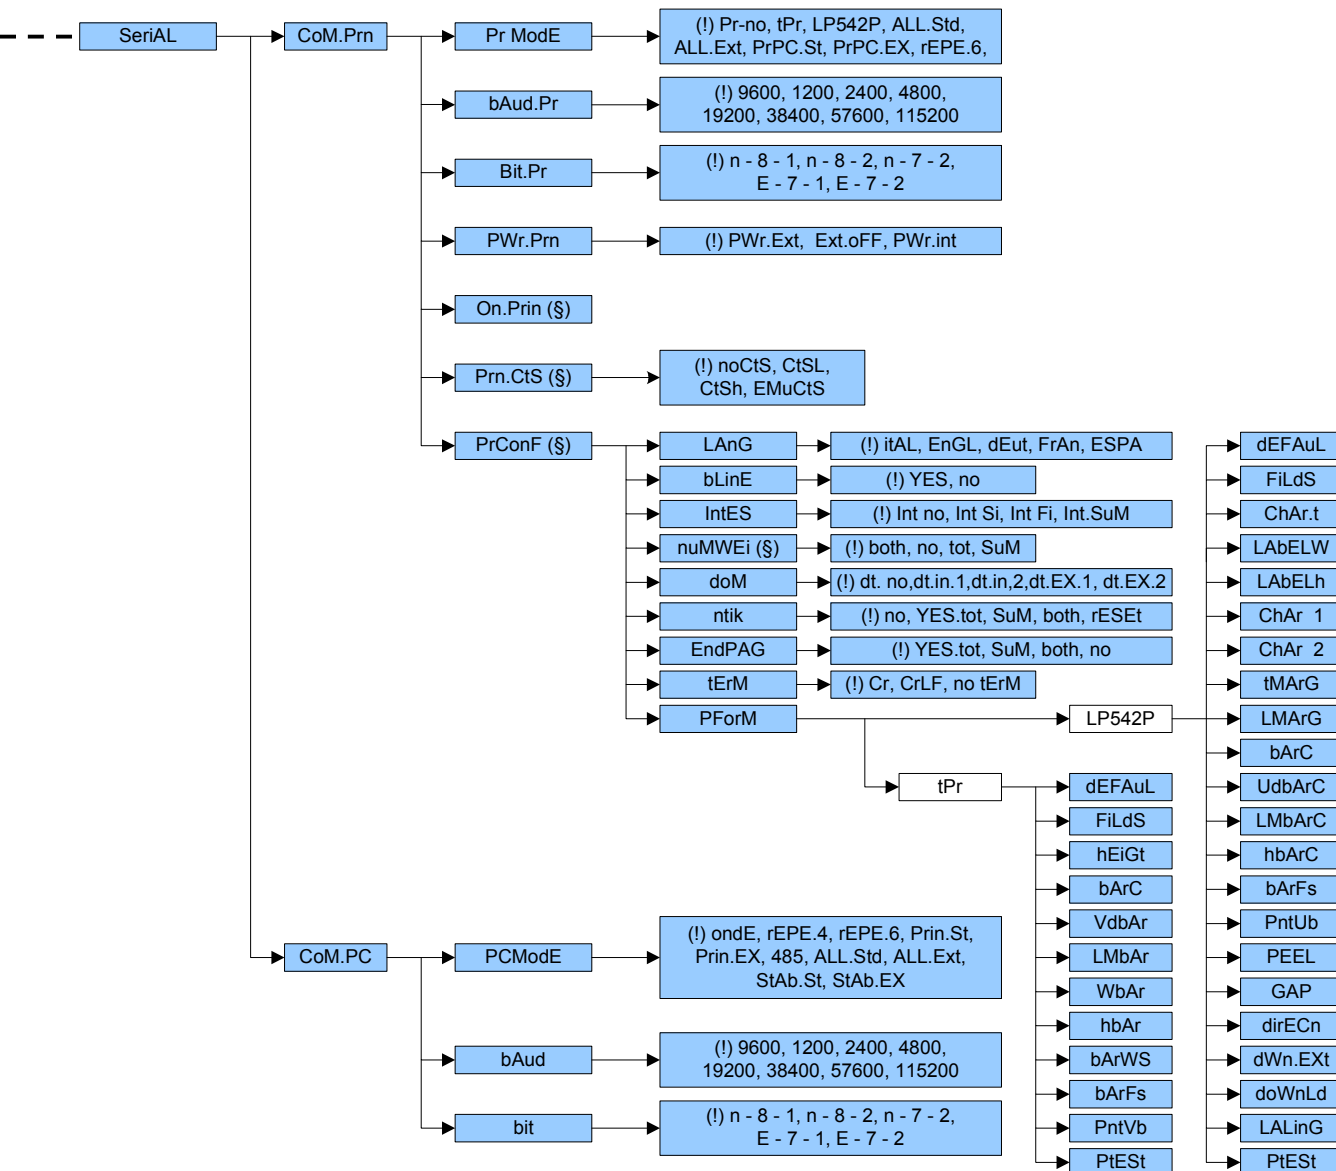 SeriAL
CoM.Prn
Pr ModE
(!) Pr-no, tPr, LP542P, ALL.Std,
ALL.Ext, PrPC.St, PrPC.EX, rEPE.6,
bAud.Pr
(!) 9600, 1200, 2400, 4800,
19200, 38400, 57600, 115200
Bit.Pr
(!) n - 8 - 1, n - 8 - 2, n - 7 - 2,
E - 7 - 1, E - 7 - 2
PWr.Prn
(!) PWr.Ext,  Ext.oFF, PWr.int
On.Prin (§)
Prn.CtS (§)
(!) noCtS, CtSL,
CtSh, EMuCtS
PrConF (§)
LAnG
(!) itAL, EnGL, dEut, FrAn, ESPA
bLinE
(!) YES, no
IntES
(!) Int no, Int Si, Int Fi, Int.SuM
nuMWEi (§)
(!) both, no, tot, SuM
doM
(!) dt. no,dt.in.1,dt.in,2,dt.EX.1, dt.EX.2
ntik
(!) no, YES.tot, SuM, both, rESEt
EndPAG
(!) YES.tot, SuM, both, no
tErM
(!) Cr, CrLF, no tErM
PForM
LP542P
dEFAuL
FiLdS
ChAr.t
LAbELW
LAbELh
ChAr  1
ChAr  2
tMArG
LMArG
bArC
UdbArC
LMbArC
hbArC
bArFs
PntUb
PEEL
GAP
dirECn
dWn.EXt
doWnLd
LALinG
PtESt
tPr
dEFAuL
FiLdS
hEiGt
bArC
VdbAr
LMbAr
WbAr
hbAr
bArWS
bArFs
PntVb
PtESt
CoM.PC
PCModE
(!) ondE, rEPE.4, rEPE.6, Prin.St,
Prin.EX, 485, ALL.Std, ALL.Ext,
StAb.St, StAb.EX
bAud
(!) 9600, 1200, 2400, 4800,
19200, 38400, 57600, 115200
bit
(!) n - 8 - 1, n - 8 - 2, n - 7 - 2,
E - 7 - 1, E - 7 - 2